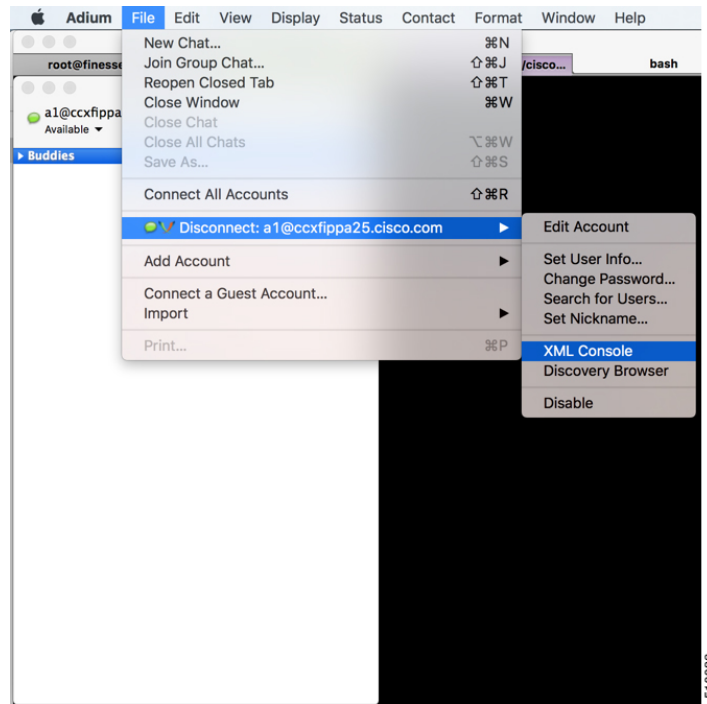 Adium File Edit View Display Status Contact Format Window Help
root@finesse
/cisco...
bash
a1@ccxfippa
Available
Buddies
New Chat... ⌘N
Join Group Chat... ⇧⌘J
Reopen Closed Tab ⇧⌘T
Close Window ⌘W
Close Chat
Close All Chats ⌥⌘W
Save As... ⇧⌘S
Connect All Accounts ⇧⌘R
Disconnect: a1@ccxfippa25.cisco.com
Add Account
Connect a Guest Account...
Import
Print... ⌘P
Edit Account
Set User Info...
Change Password...
Search for Users...
Set Nickname...
XML Console
Discovery Browser
Disable